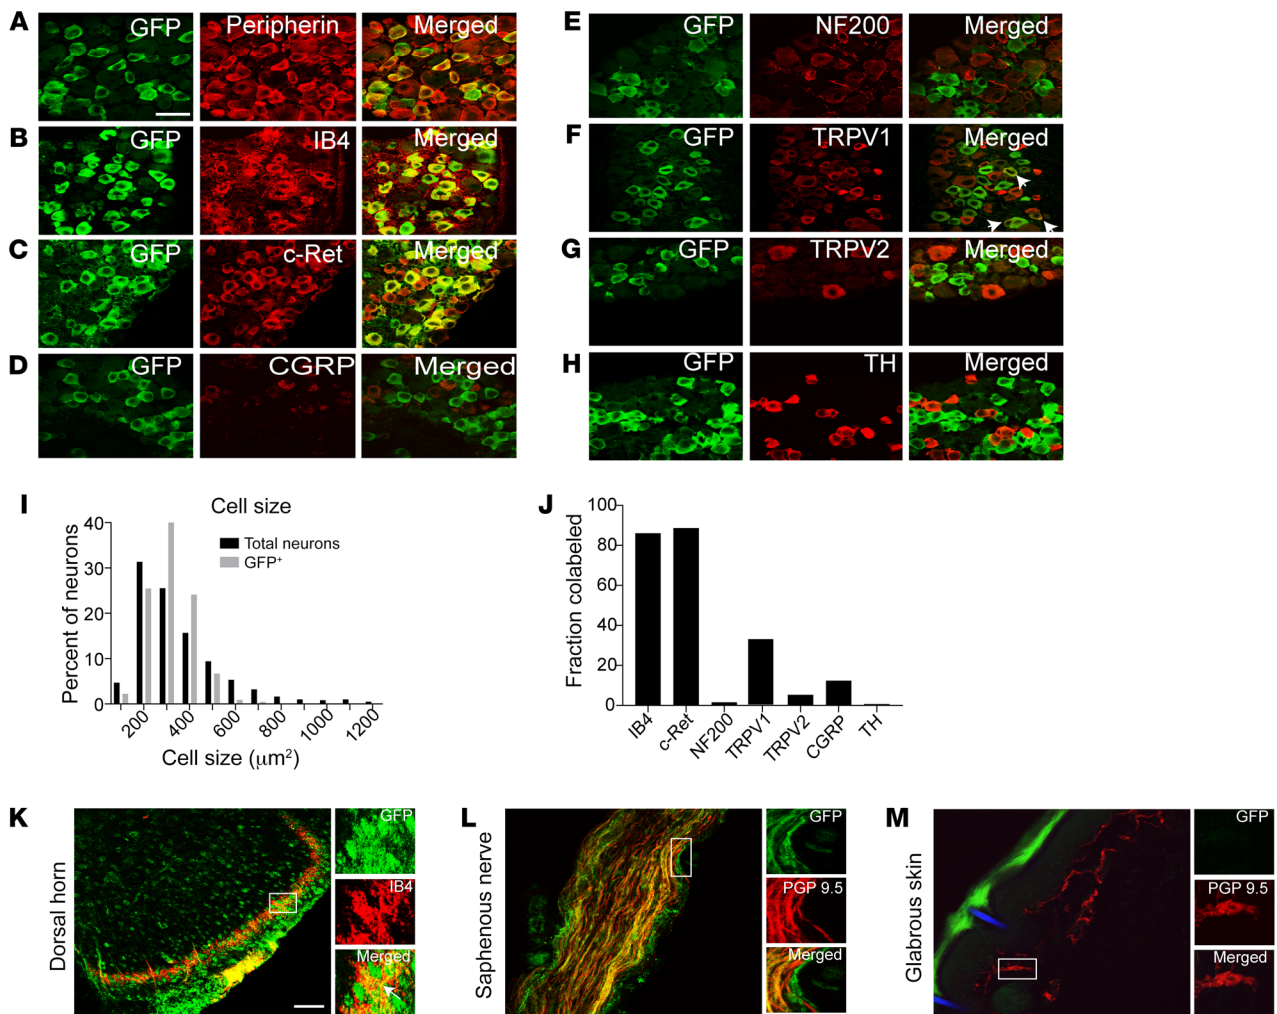 A GFP Peripherin Merged
B GFP IB4 Merged
C GFP c-Ret Merged
D GFP CGRP Merged
E GFP NF200 Merged
F GFP TRPV1 Merged
G GFP TRPV2 Merged
H GFP TH Merged
I
Cell size
Total neurons
GFP+
Percent of neurons
40
30
20
10
0
200 400 600 800 1000 1200
Cell size (μm2)
J
Fraction colabeled
100
80
60
40
20
0
IB4 c-Ret NF200 TRPV1 TRPV2 CGRP TH
K
Dorsal horn
GFP
IB4
Merged
L
Saphenous nerve
GFP
PGP 9.5
Merged
M
Glabrous skin
GFP
PGP 9.5
Merged